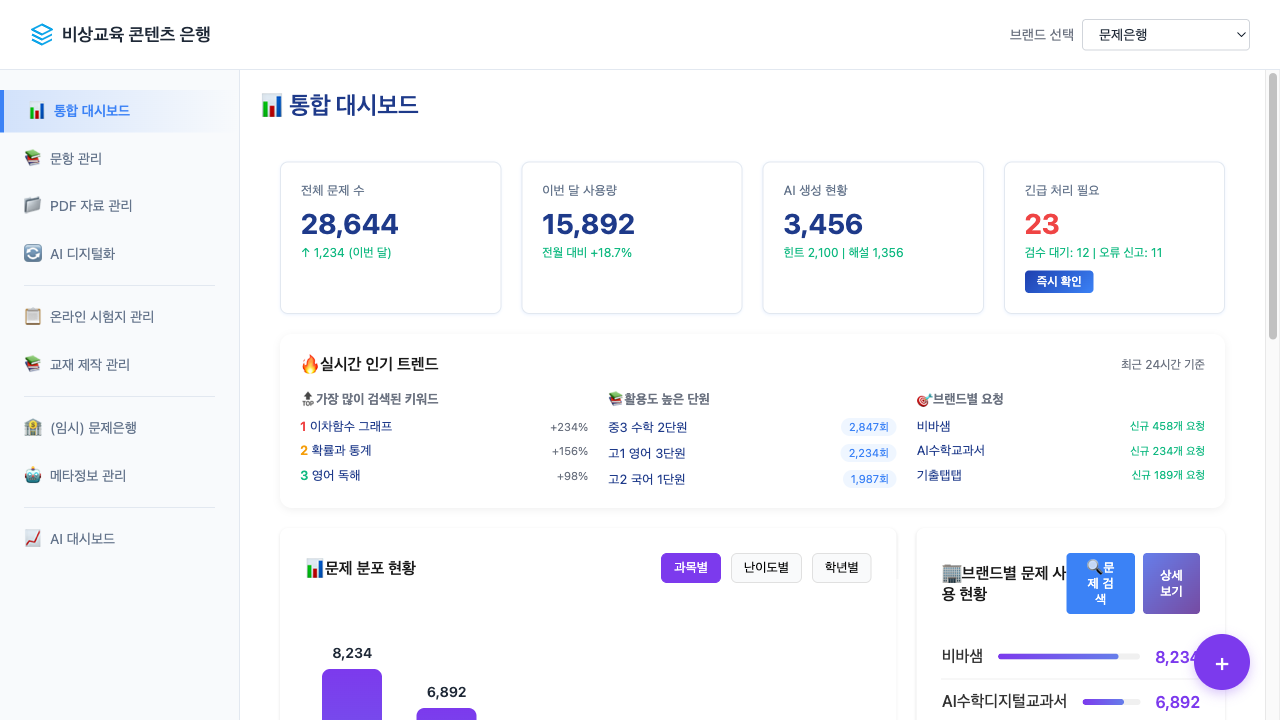 비상교육 콘텐츠 은행
브랜드 선택
문제은행
통합 대시보드
문항 관리
PDF 자료 관리
AI 디지털화
온라인 시험지 관리
교재 제작 관리
(임시) 문제은행
메타정보 관리
AI 대시보드
통합 대시보드
전체 문제 수
28,644
↑ 1,234 (이번 달)
이번 달 사용량
15,892
전월 대비 +18.7%
AI 생성 현황
3,456
힌트 2,100 | 해설 1,356
긴급 처리 필요
23
검수 대기: 12 | 오류 신고: 11
즉시 확인
실시간 인기 트렌드
최근 24시간 기준
가장 많이 검색된 키워드
1 이차함수 그래프 +234%
2 확률과 통계 +156%
3 영어 독해 +98%
활용도 높은 단원
중3 수학 2단원 2,847회
고1 영어 3단원 2,234회
고2 국어 1단원 1,987회
브랜드별 요청
비바샘 신규 458개 요청
AI수학교과서 신규 234개 요청
기출탭탭 신규 189개 요청
문제 분포 현황
과목별
난이도별
학년별
8,234
6,892
브랜드별 문제 사
용 현황
문
제 검
색
상세
보기
비바샘 8,234
AI수학디지털교과서 6,892
+